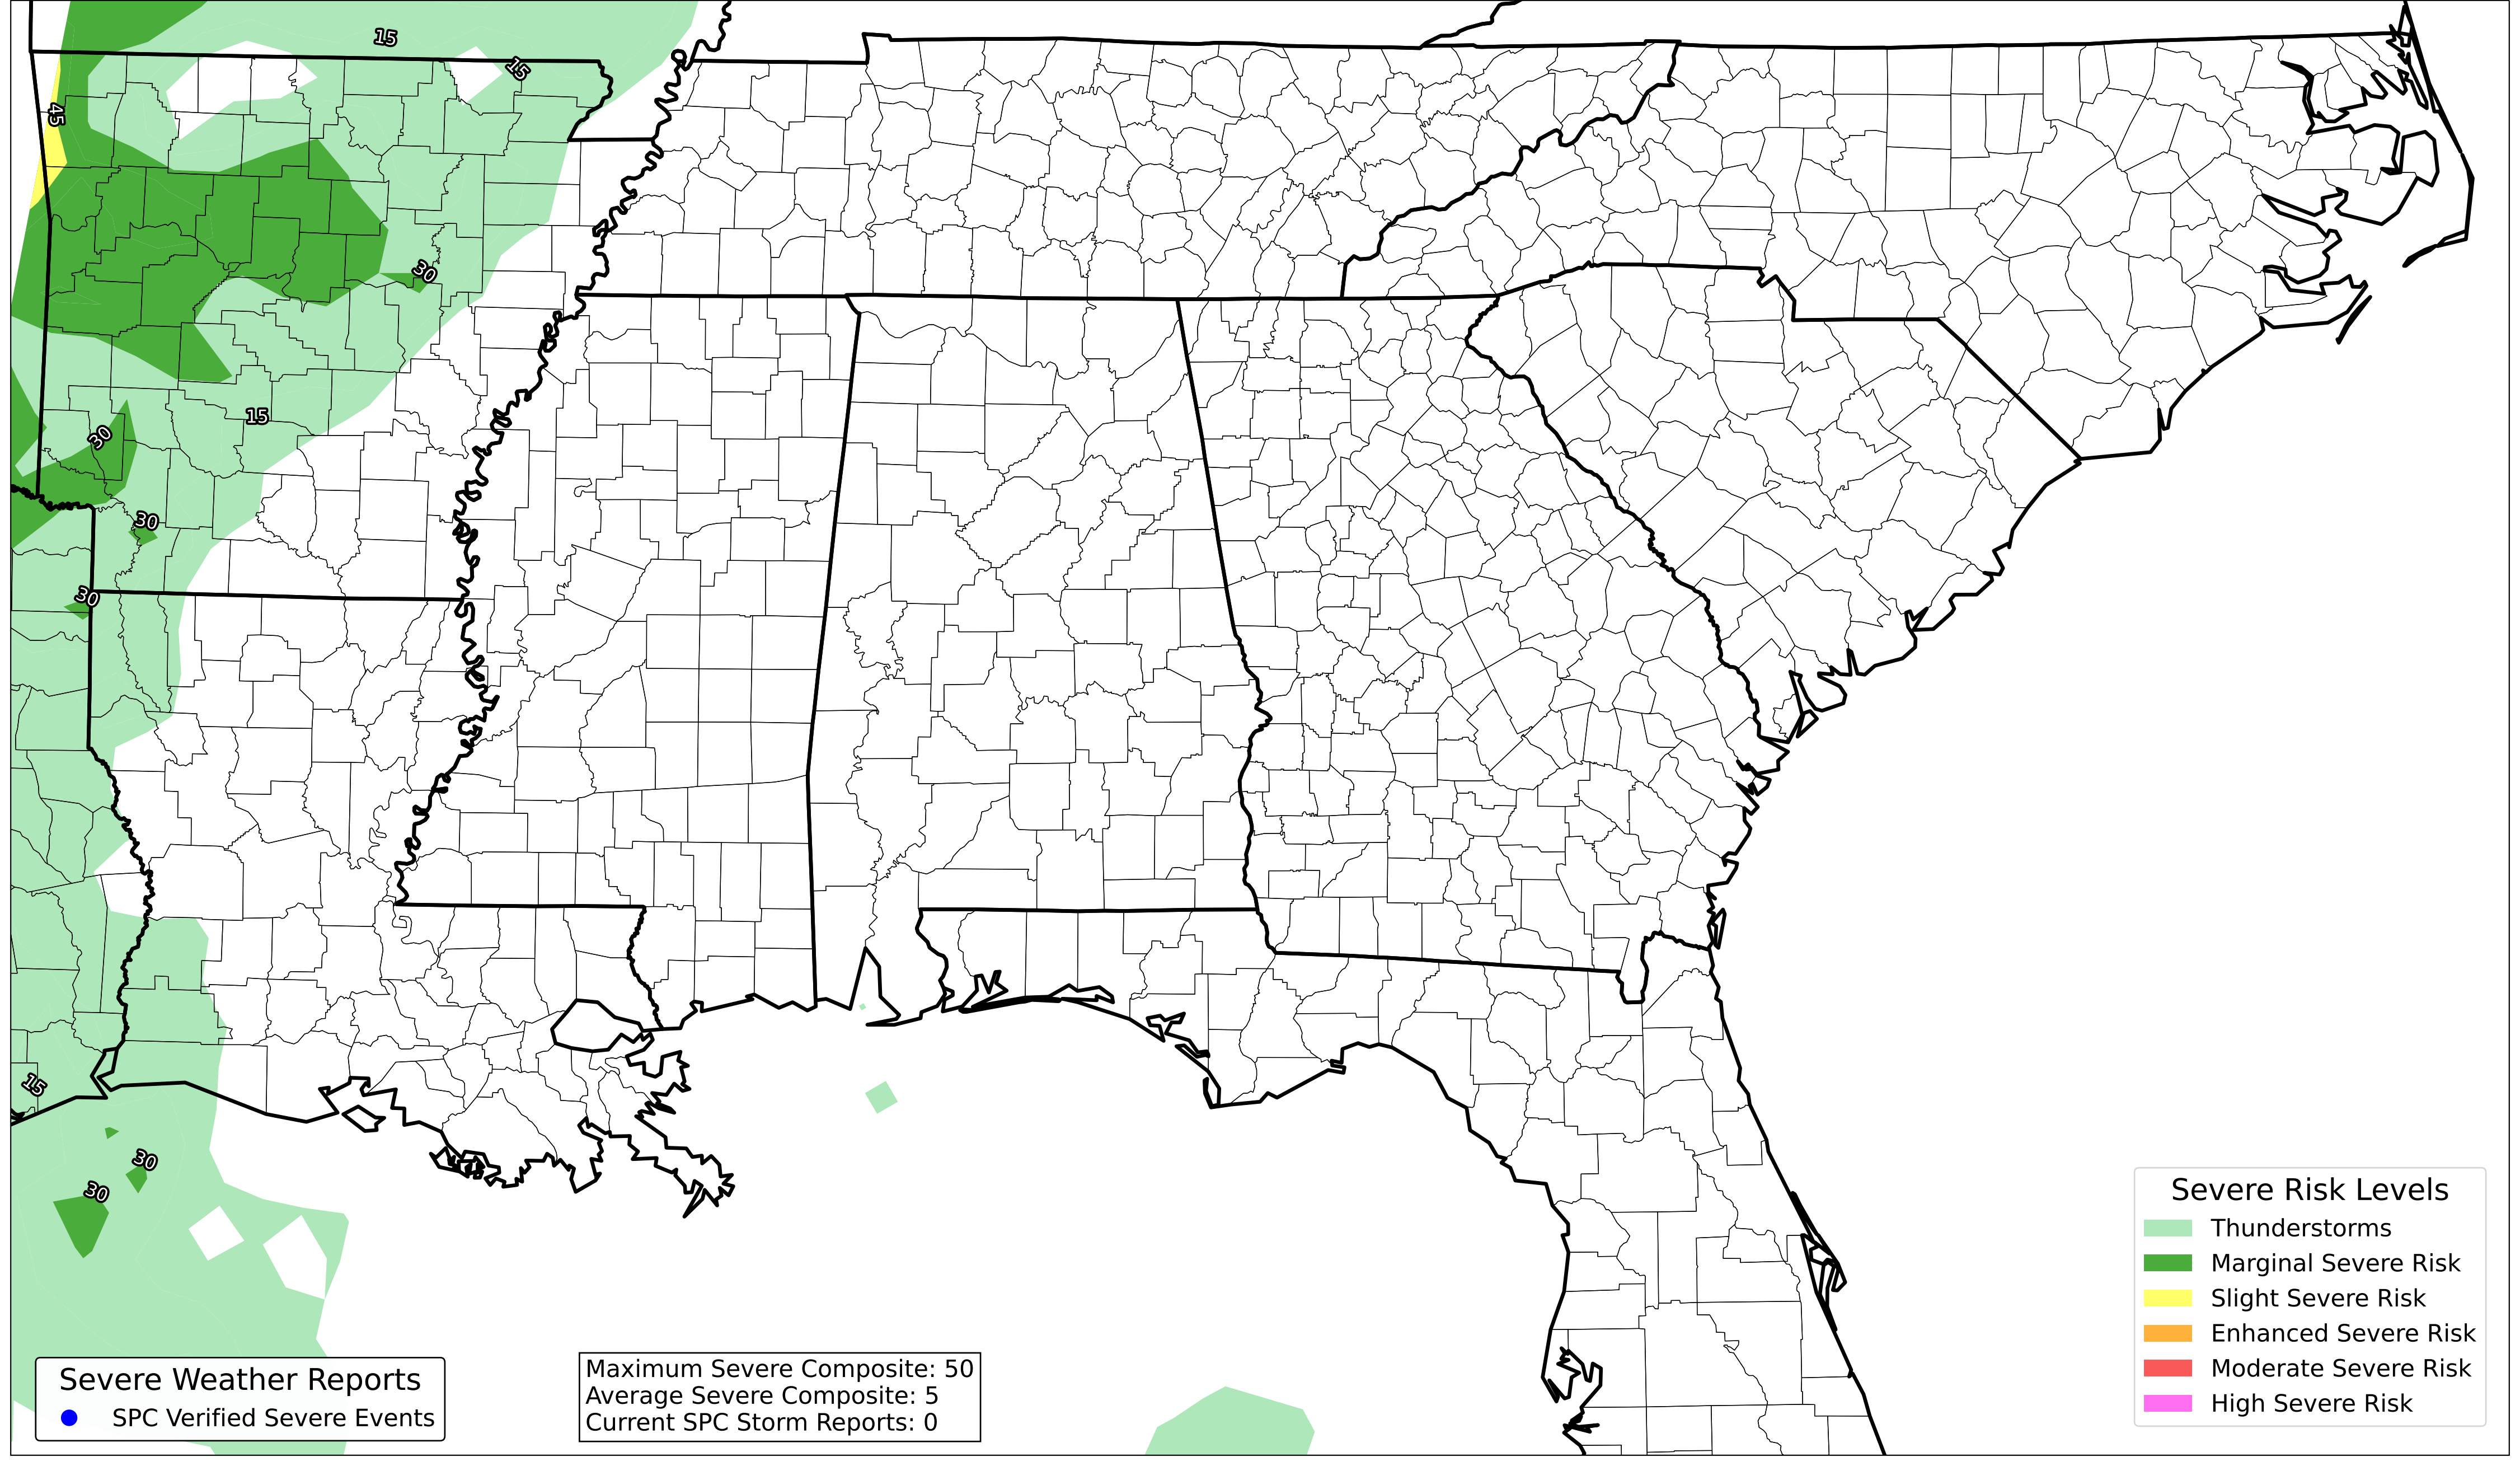 15
15
45
30
15
30
30
30
15
30
30
Severe Risk Levels
Thunderstorms
Marginal Severe Risk
Slight Severe Risk
Enhanced Severe Risk
Moderate Severe Risk
High Severe Risk
Severe Weather Reports
SPC Verified Severe Events
Maximum Severe Composite: 50
Average Severe Composite: 5
Current SPC Storm Reports: 0